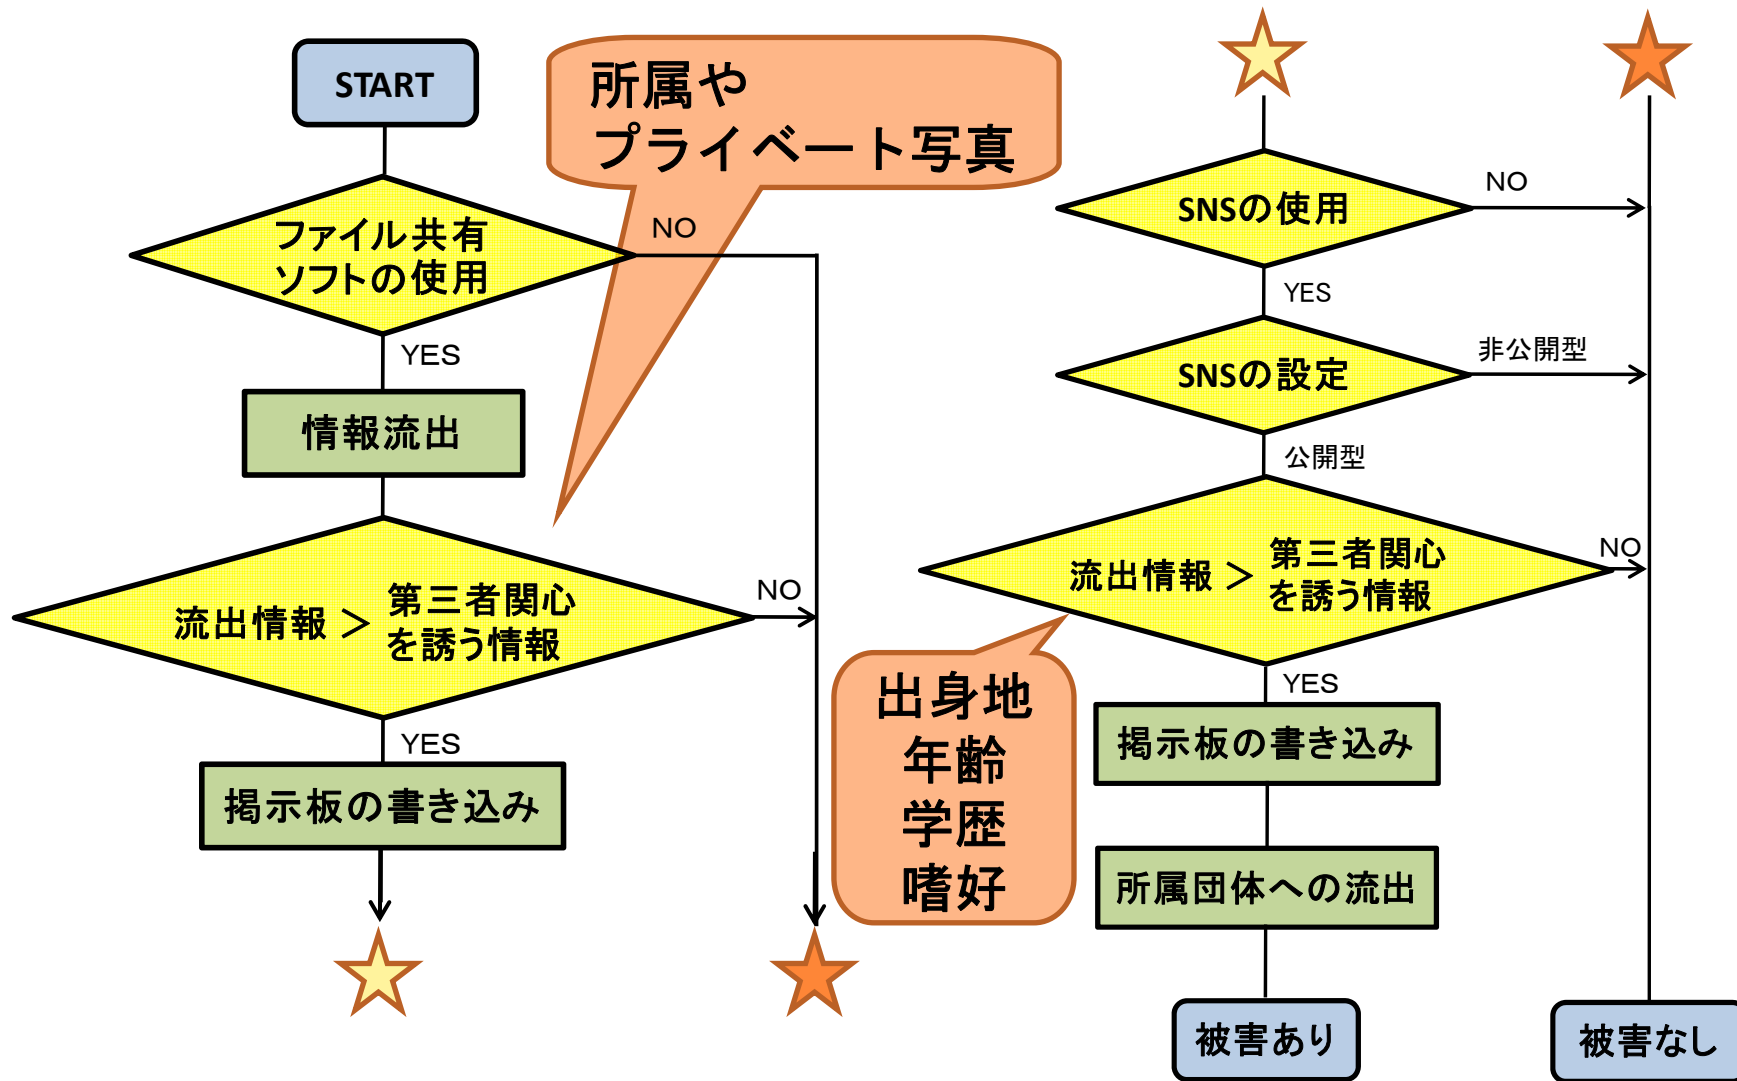 START
所属や
プライベート写真
ファイル共有
ソフトの使用
NO
YES
情報流出
流出情報 > 第三者関心
を誘う情報
NO
YES
掲示板の書き込み
SNSの使用
NO
YES
SNSの設定
非公開型
公開型
流出情報 > 第三者関心
を誘う情報
NO
YES
出身地
年齢
学歴
嗜好
掲示板の書き込み
所属団体への流出
被害あり
被害なし